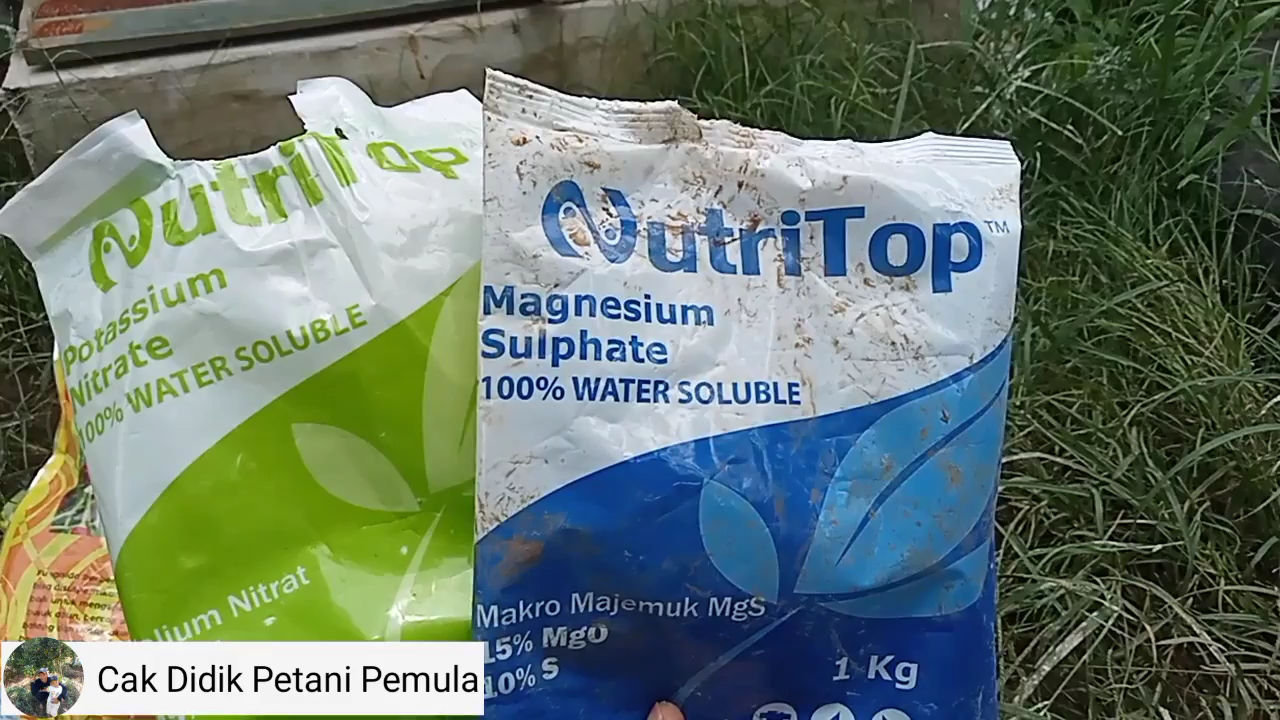 NutriTop
Potassium
Nitrate
100% WATER SOLUBLE
NutriTop™
Magnesium
Sulphate
100% WATER SOLUBLE
Makro Majemuk MgS
15% MgO
10% S
1 Kg
Nitrat
Cak Didik Petani Pemula